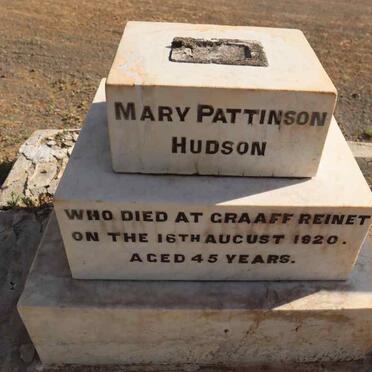 MARY PATTINSON
HUDSON
WHO DIED AT GRAAFF REINET
ON THE 16TH AUGUST 1920.
AGED 45 YEARS.